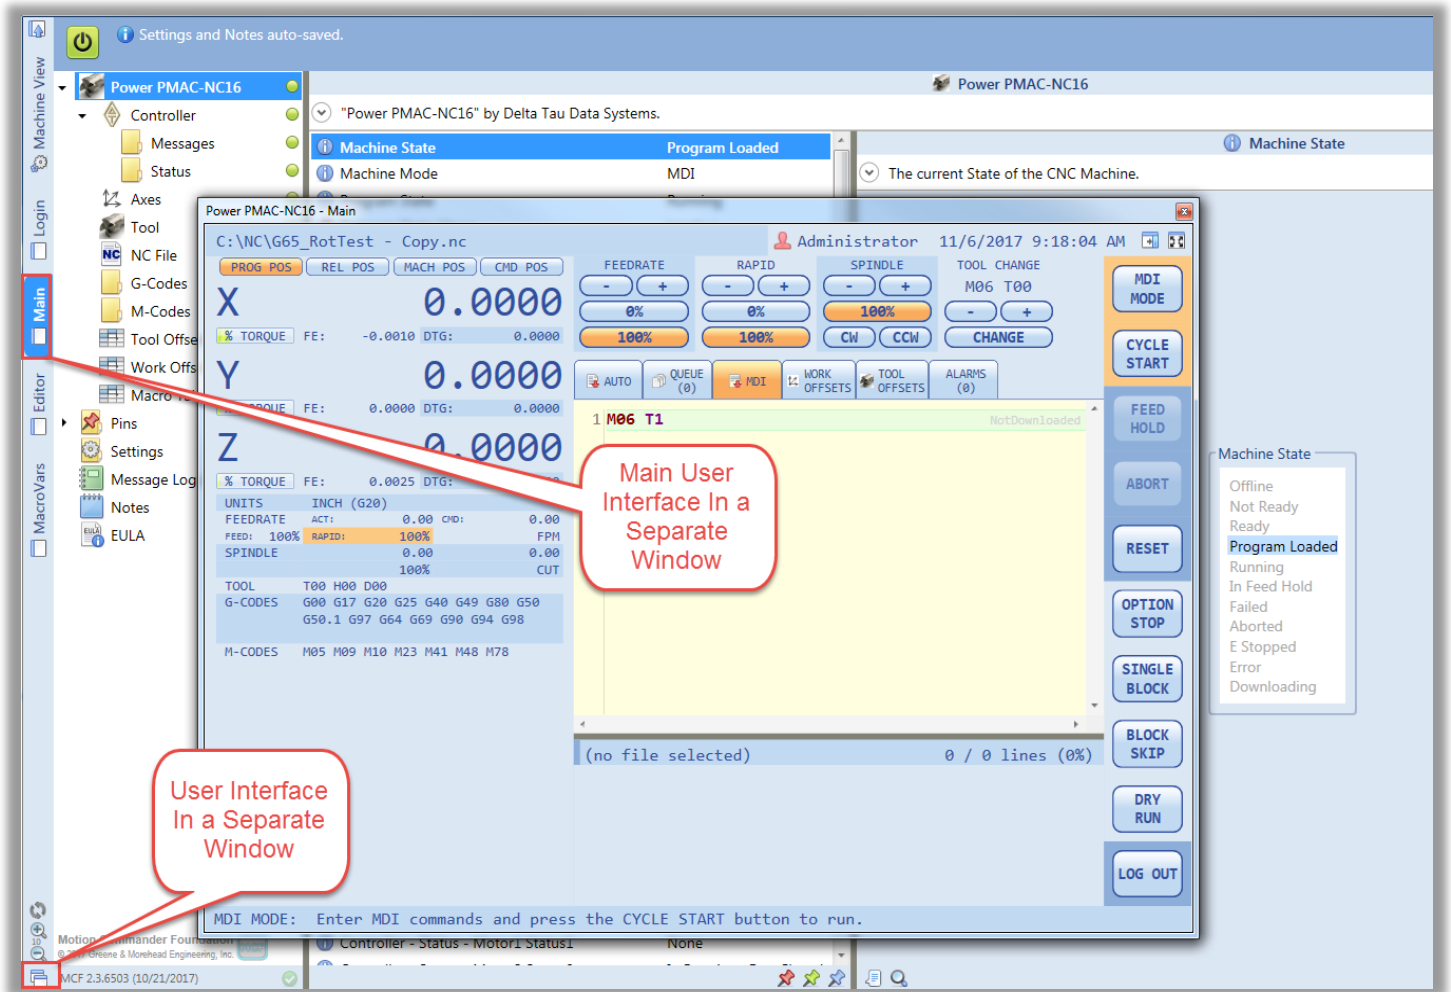 Settings and Notes auto-saved.
Machine View
Login
Main
Editor
MacroVars
Power PMAC-NC16
Controller
Messages
Status
Axes
Tool
NC File
G-Codes
M-Codes
Tool Offse
Work Offs
Macro
Pins
Settings
Message Log
Notes
EULA
Power PMAC-NC16
"Power PMAC-NC16" by Delta Tau Data Systems.
Machine State Program Loaded
Machine Mode MDI
Machine State
The current State of the CNC Machine.
Power PMAC-NC16 - Main
C:\NC\G65_RotTest - Copy.nc
Administrator 11/6/2017 9:18:04 AM
PROG POS REL POS MACH POS CMD POS
X 0.0000
% TORQUE FE: -0.0010 DTG: 0.0000
Y 0.0000
% TORQUE FE: 0.0000 DTG: 0.0000
Z 0.0000
% TORQUE FE: 0.0025 DTG:
UNITS INCH (G20)
FEEDRATE ACT: 0.00 CMD: 0.00
FEED: 100% RAPID: 100% FPM
SPINDLE 0.00 0.00
100% CUT
TOOL T00 H00 D00
G-CODES G00 G17 G20 G25 G40 G49 G80 G50
G50.1 G97 G64 G69 G90 G94 G98
M-CODES M05 M09 M10 M23 M41 M48 M78
FEEDRATE RAPID SPINDLE TOOL CHANGE
- + - + - + M06 T00
0% 0% 100% - +
100% 100% CW CCW CHANGE
AUTO QUEUE (0) MDI WORK OFFSETS TOOL OFFSETS ALARMS (0)
1 M06 T1 NotDownloaded
(no file selected) 0 / 0 lines (0%)
MDI
MODE
CYCLE
START
FEED
HOLD
ABORT
RESET
OPTION
STOP
SINGLE
BLOCK
BLOCK
SKIP
DRY
RUN
LOG OUT
MDI MODE: Enter MDI commands and press the CYCLE START button to run.
Main User
Interface In a
Separate
Window
User Interface
In a Separate
Window
Machine State
Offline
Not Ready
Ready
Program Loaded
Running
In Feed Hold
Failed
Aborted
E Stopped
Error
Downloading
Controller - Status - Motor1 Status1 None
10
Greene & Morehead Engineering, Inc.
MCF 2.3.6503 (10/21/2017)